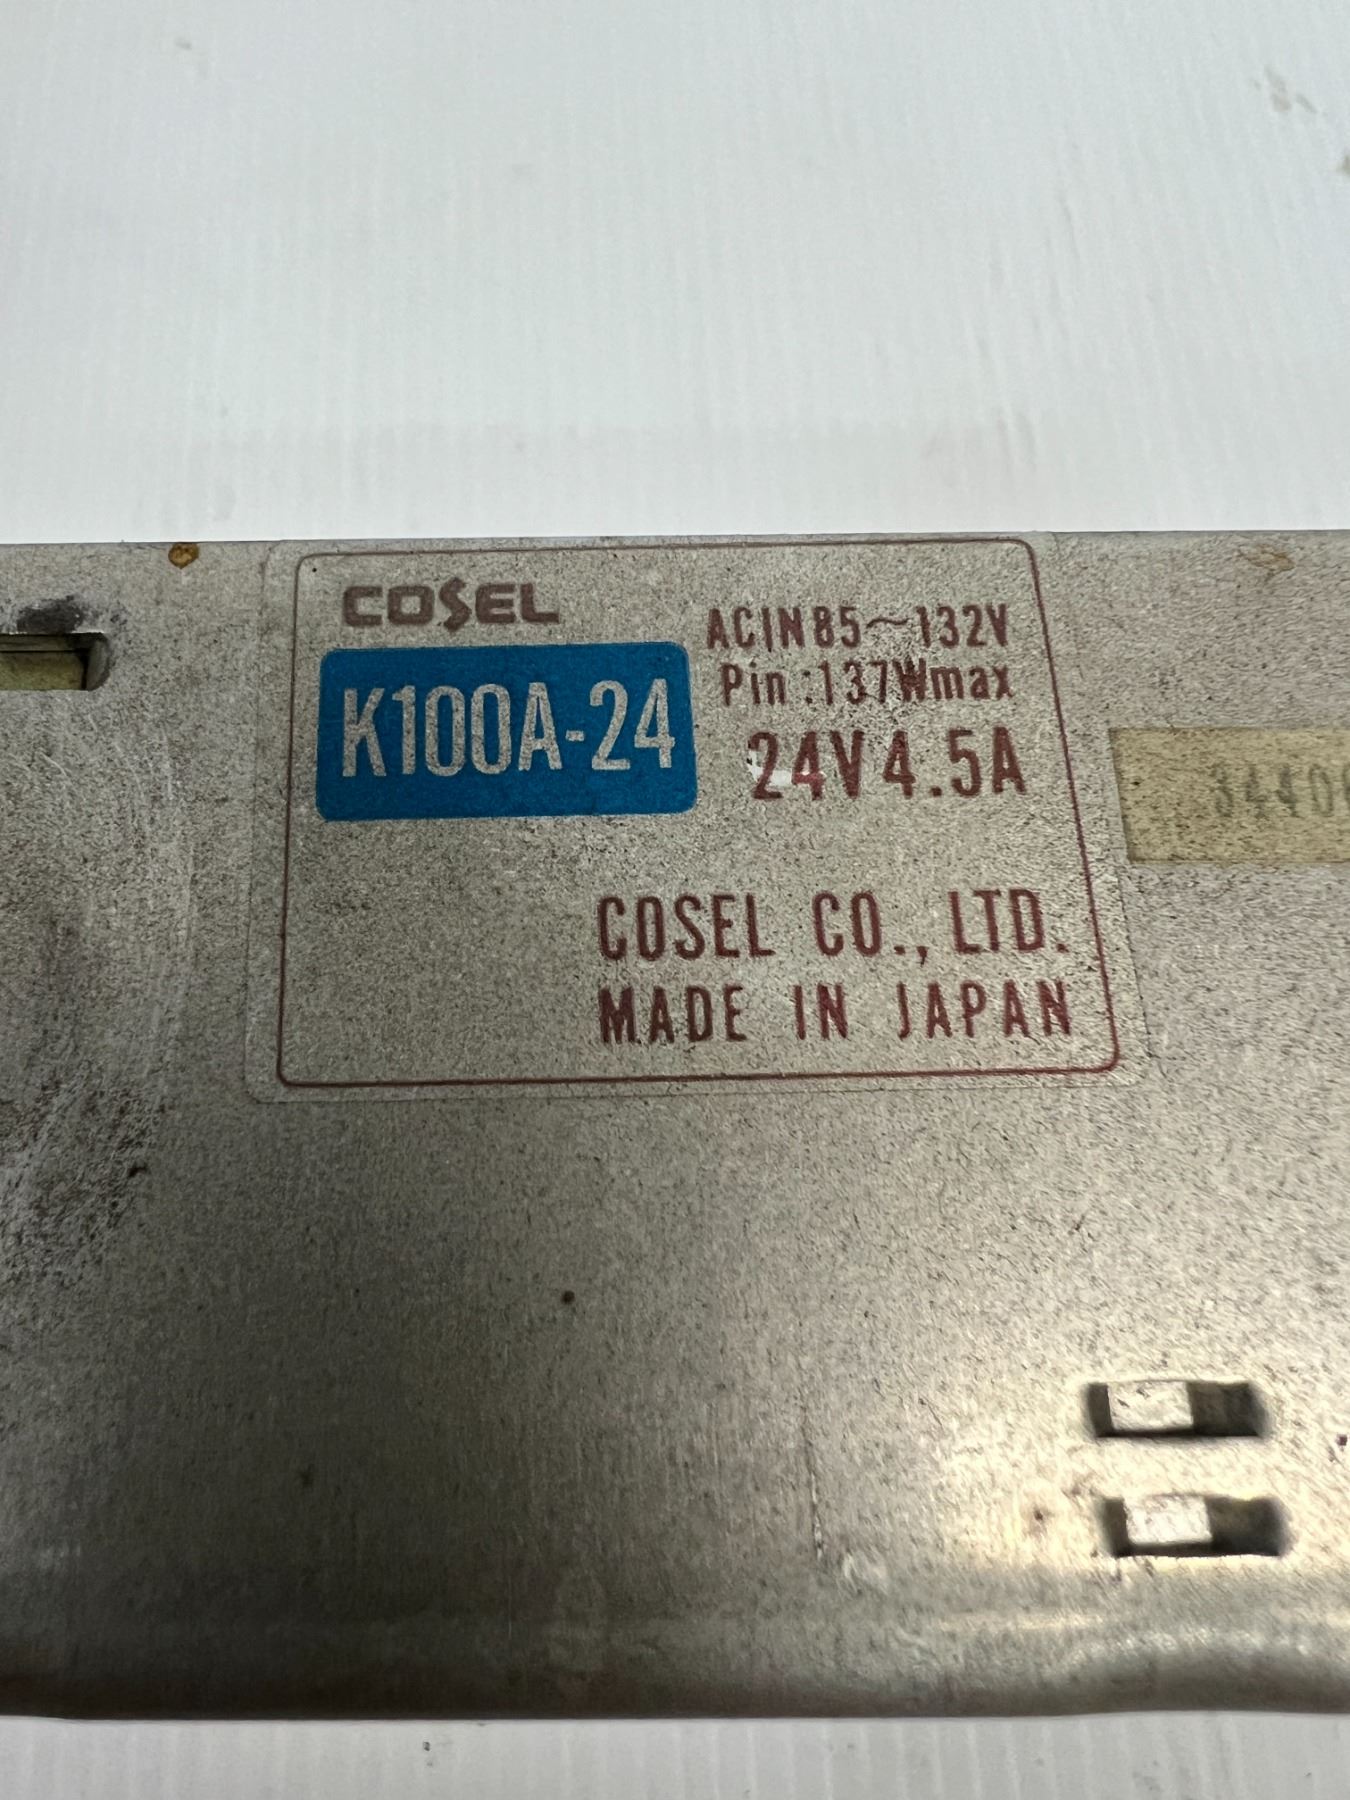 COSEL
K100A-24
ACIN85～132V
Pin:137Wmax
24V4.5A
COSEL CO., LTD.
MADE IN JAPAN